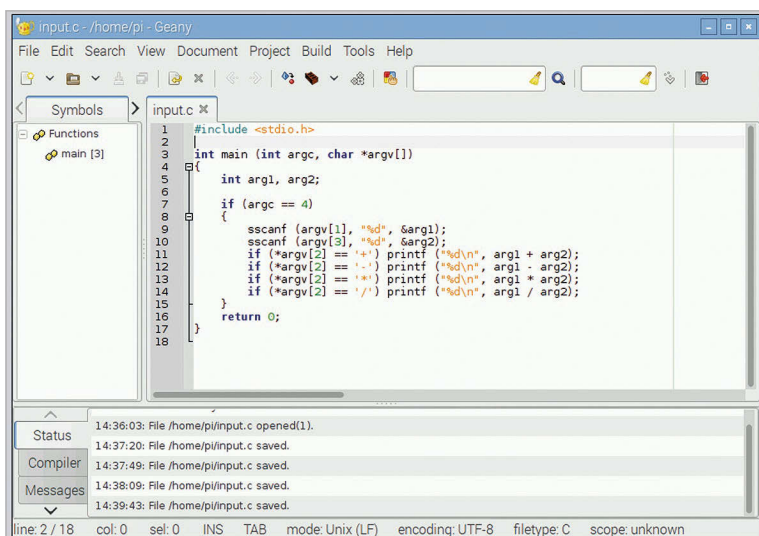 input.c - /home/pi - Geany
File Edit Search View Document Project Build Tools Help
Symbols
input.c
Functions
main [3]
1 #include <stdio.h>
2
3 int main (int argc, char *argv[])
4 {
5 int arg1, arg2;
6
7 if (argc == 4)
8 {
9 sscanf (argv[1], "%d", &arg1);
10 sscanf (argv[3], "%d", &arg2);
11 if (*argv[2] == '+') printf ("%d\n", arg1 + arg2);
12 if (*argv[2] == '-') printf ("%d\n", arg1 - arg2);
13 if (*argv[2] == '*') printf ("%d\n", arg1 * arg2);
14 if (*argv[2] == '/') printf ("%d\n", arg1 / arg2);
15 }
16 return 0;
17 }
18
Status
Compiler
Messages
14:36:03: File /home/pi/input.c opened(1).
14:37:20: File /home/pi/input.c saved.
14:37:49: File /home/pi/input.c saved.
14:38:09: File /home/pi/input.c saved.
14:39:43: File /home/pi/input.c saved.
line: 2 / 18 col: 0 sel: 0 INS TAB mode: Unix (LF) encoding: UTF-8 filetype: C scope: unknown